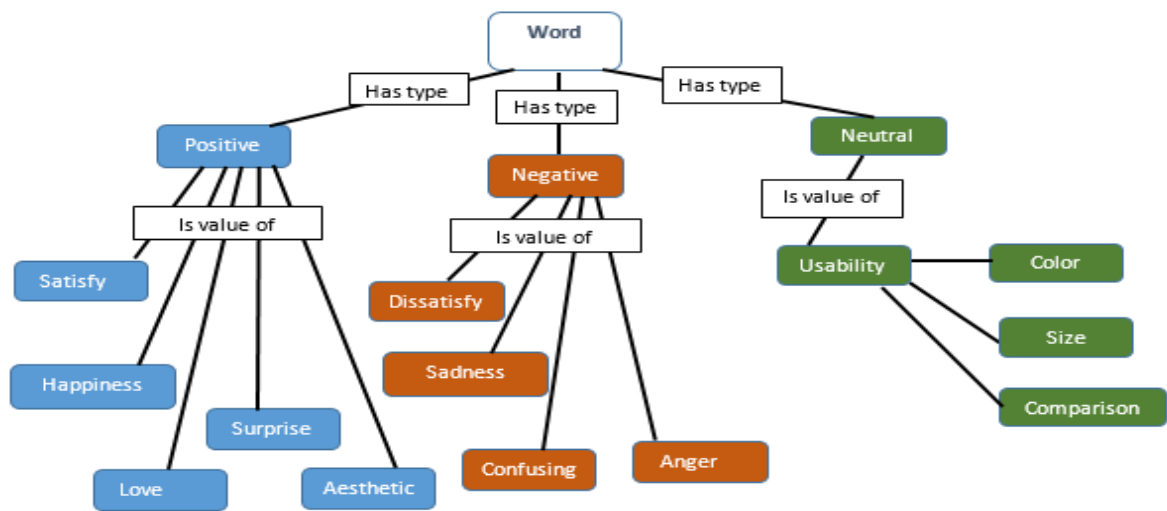 Word
Has type
Has type
Has type
Positive
Negative
Neutral
Is value of
Is value of
Is value of
Satisfy
Happiness
Love
Surprise
Aesthetic
Dissatisfy
Sadness
Confusing
Anger
Usability
Color
Size
Comparison